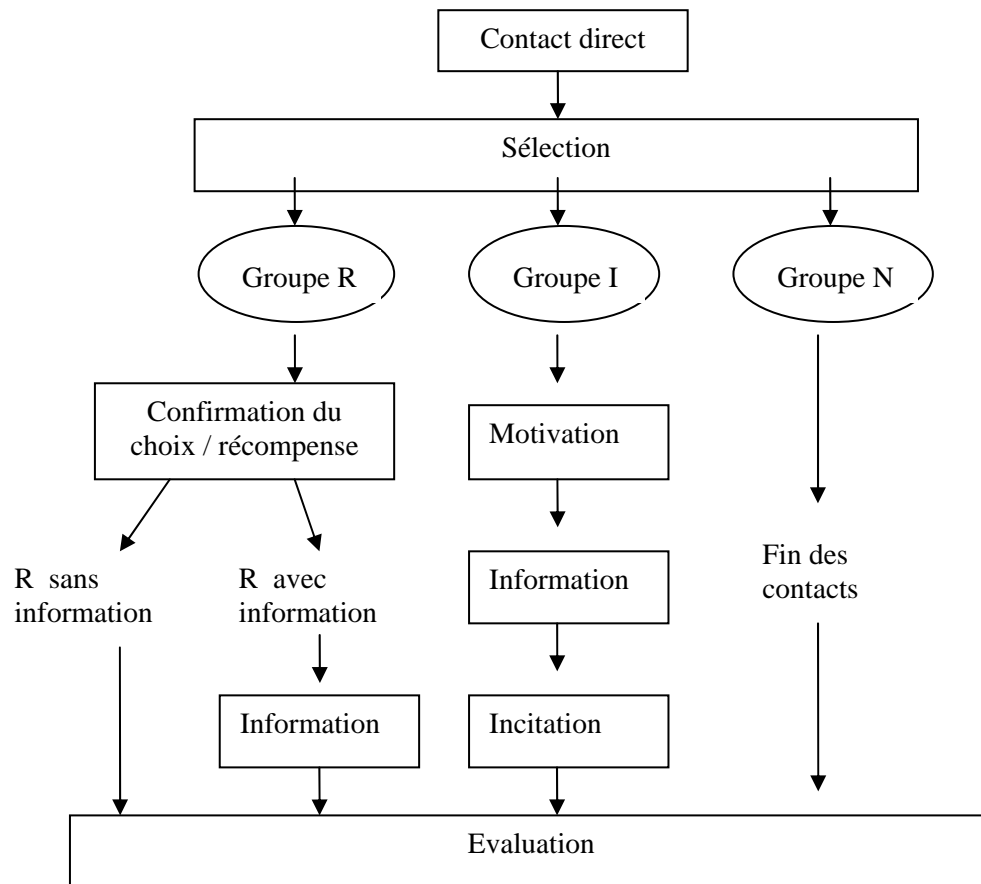 Contact direct
Sélection
Groupe R
Groupe I
Groupe N
Confirmation du
choix / récompense
Motivation
R sans
information
R avec
information
Information
Fin des
contacts
Information
Incitation
Evaluation